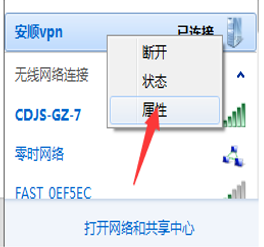 安顺vpn 已连接
断开
状态
属性
无线网络连接
CDJS-GZ-7
零时网络
FAST_0EF5EC
打开网络和共享中心